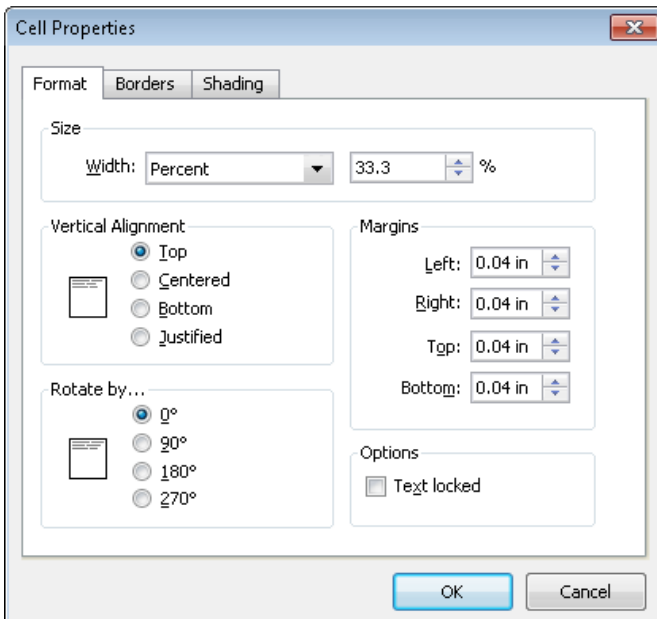 Cell Properties
Format Borders Shading
Size
Width: Percent 33.3 %
Vertical Alignment
Top
Centered
Bottom
Justified
Margins
Left: 0.04 in
Right: 0.04 in
Top: 0.04 in
Bottom: 0.04 in
Rotate by...
0°
90°
180°
270°
Options
Text locked
OK Cancel